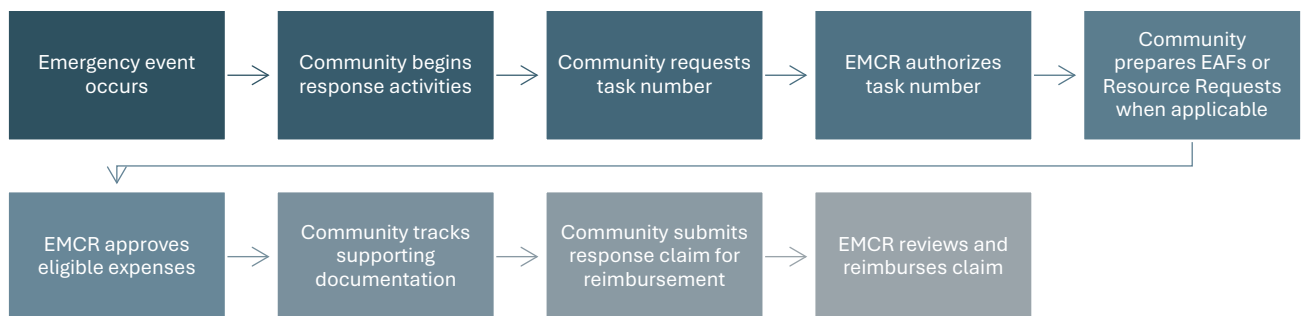 Emergency event
occurs
Community begins
response activities
Community requests
task number
EMCR authorizes
task number
Community
prepares EAFs or
Resource Requests
when applicable
EMCR approves
eligible expenses
Community tracks
supporting
documentation
Community submits
response claim for
reimbursement
EMCR reviews and
reimburses claim